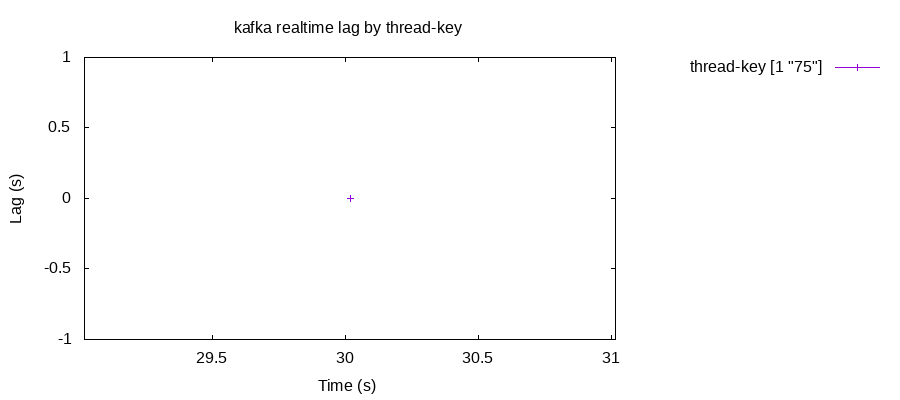 kafka realtime lag by thread-key
thread-key [1 "75"]
1
0.5
0
-0.5
-1
Lag (s)
29.5 30 30.5 31
Time (s)